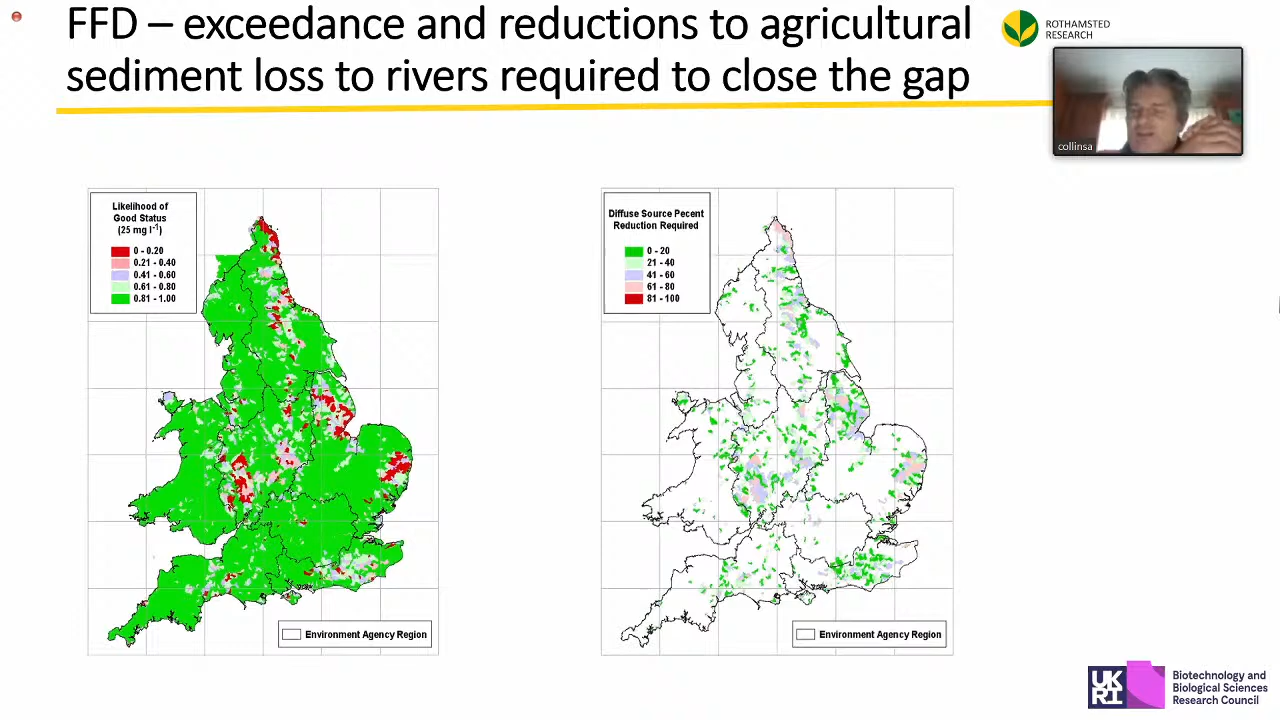 FFD – exceedance and reductions to agricultural
sediment loss to rivers required to close the gap
ROTHAMSTED
RESEARCH
collinsa
Likelihood of
Good Status
(25 mg l⁻¹)
0 - 0.20
0.21 - 0.40
0.41 - 0.60
0.61 - 0.80
0.81 - 1.00
Environment Agency Region
Diffuse Source Pecent
Reduction Required
0 - 20
21 - 40
41 - 60
61 - 80
81 - 100
Environment Agency Region
UK
RI
Biotechnology and
Biological Sciences
Research Council